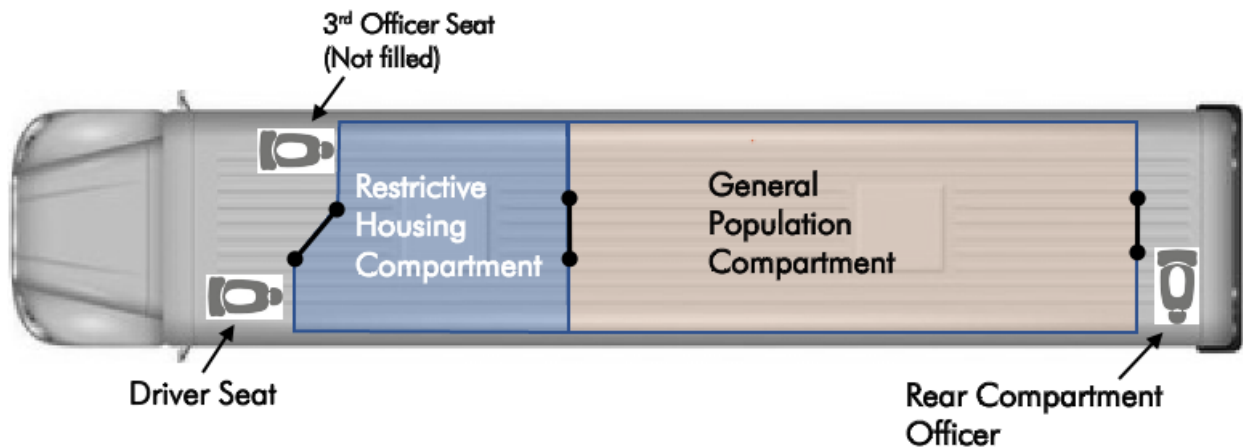 3rd Officer Seat
(Not filled)
Restrictive
Housing
Compartment
General
Population
Compartment
Driver Seat
Rear Compartment
Officer